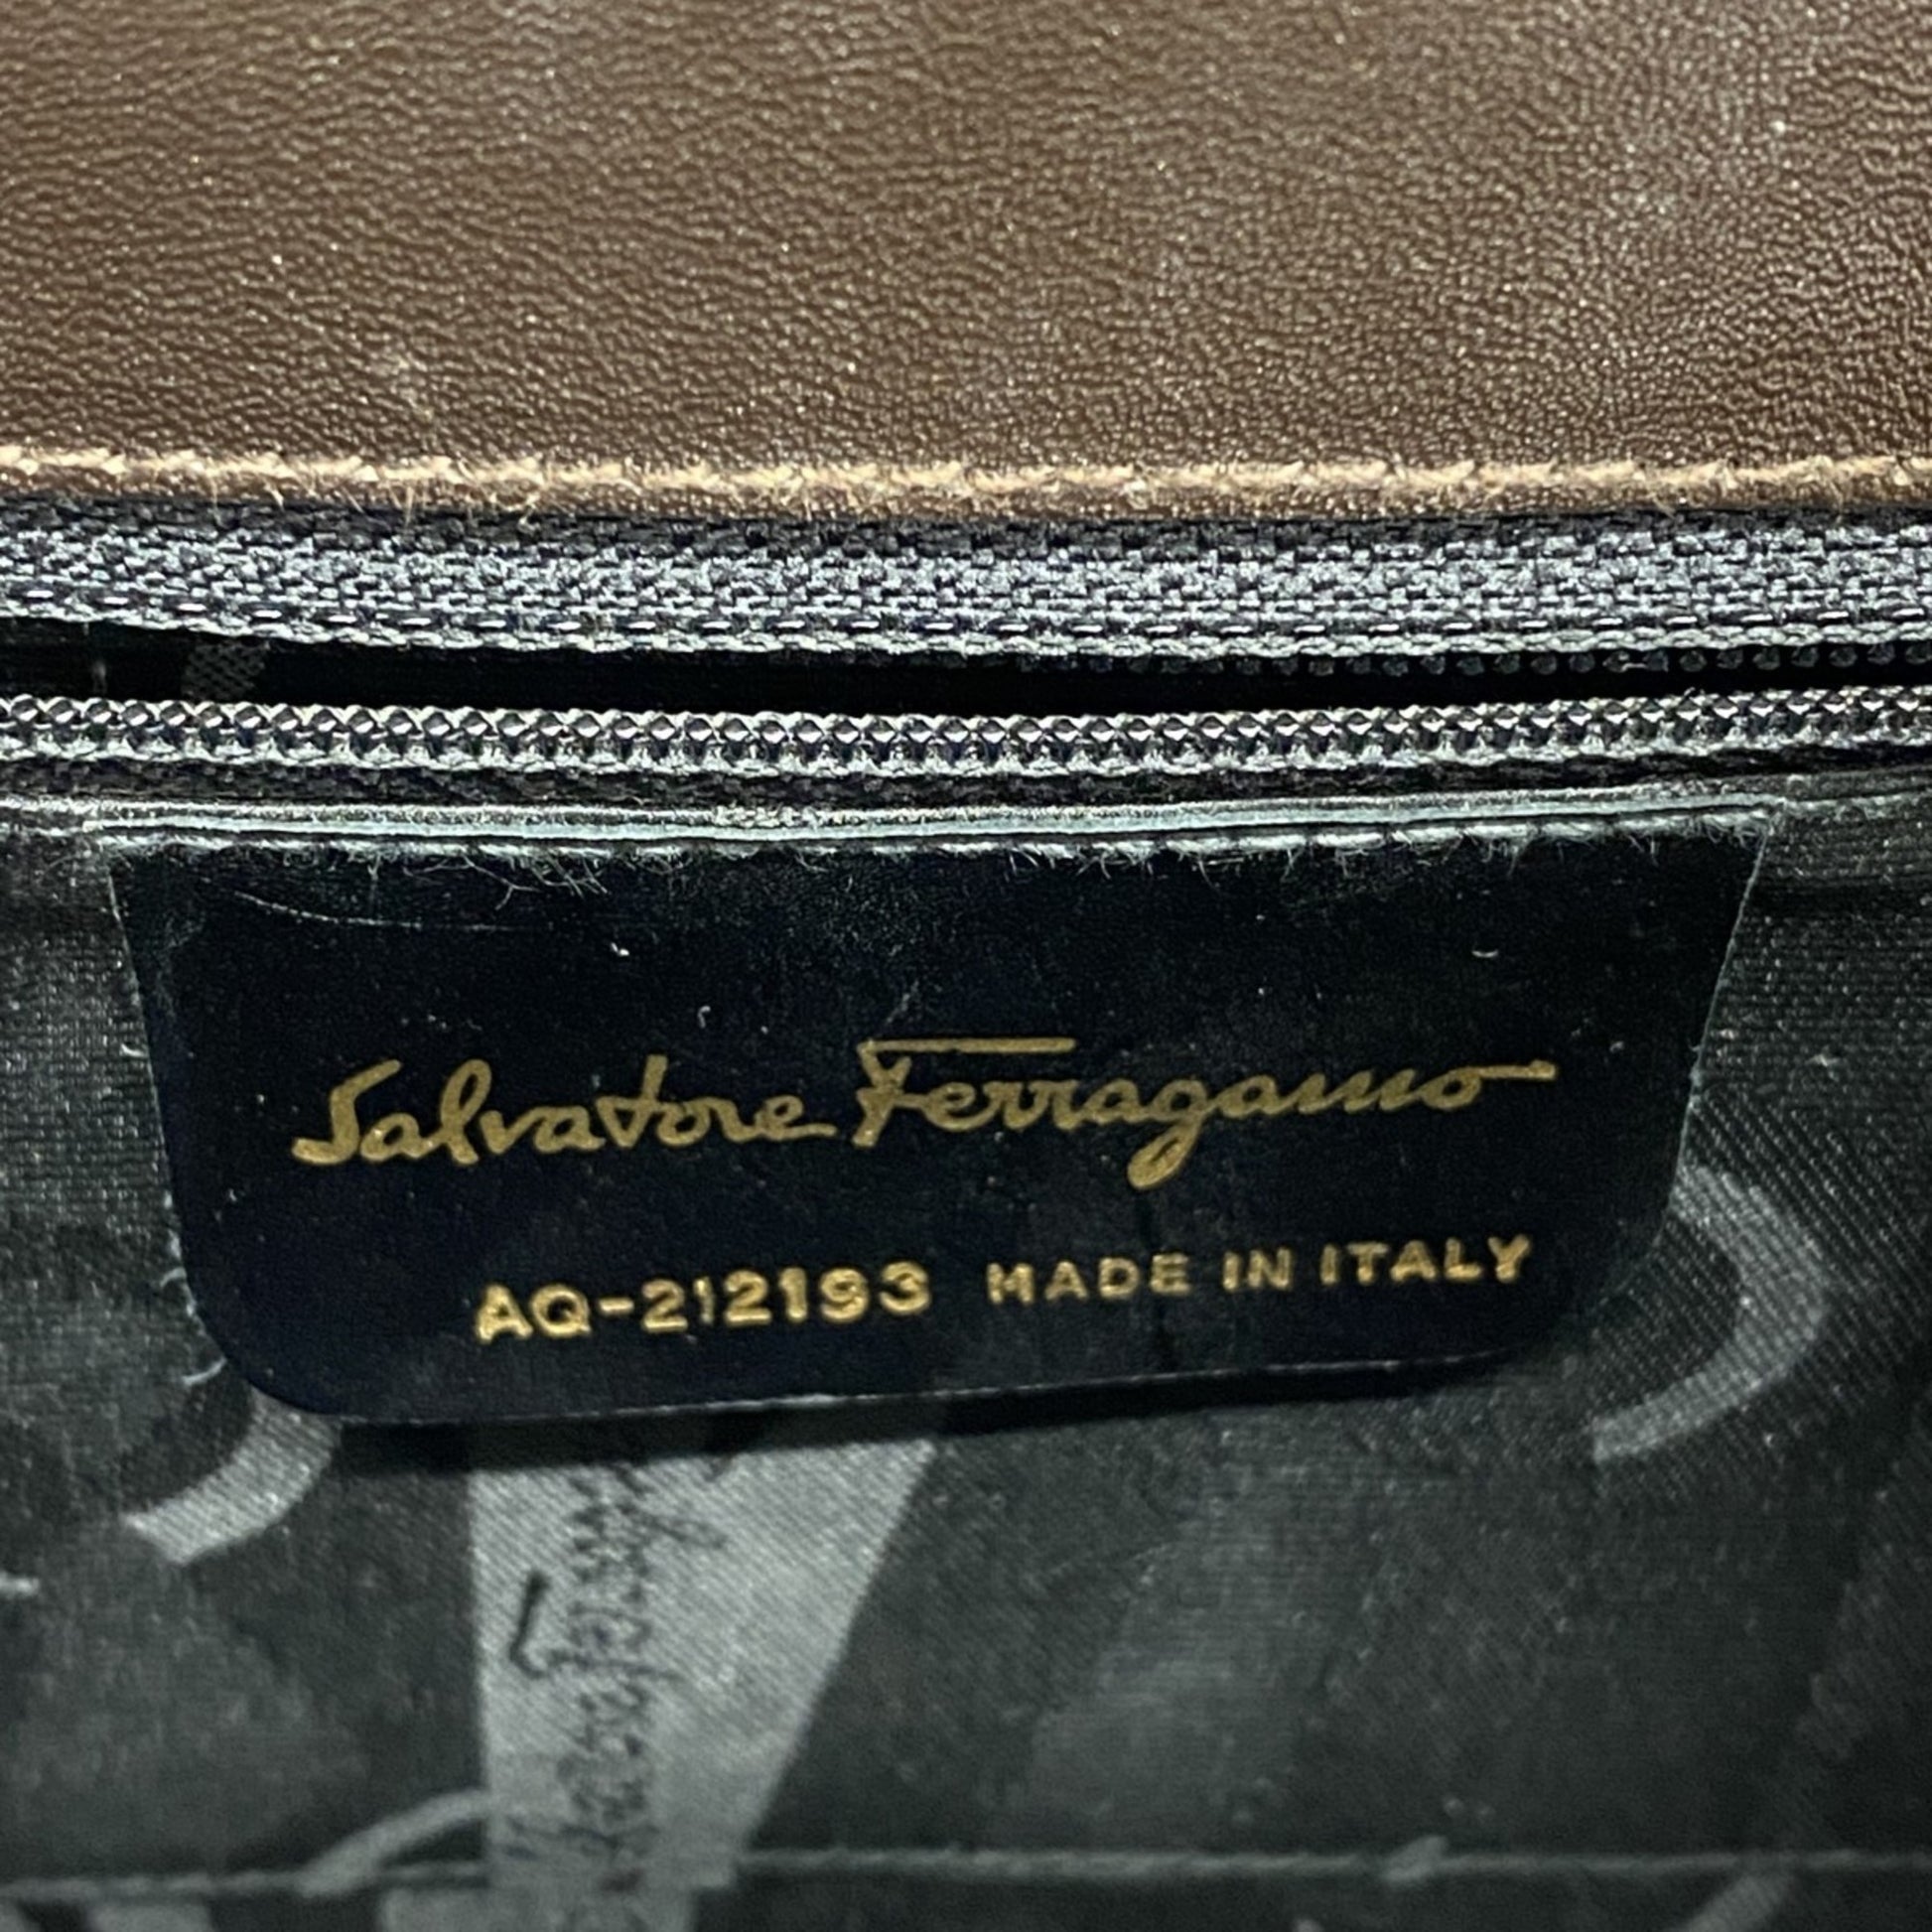 Salvatore Ferragamo
AQ-212193 MADE IN ITALY